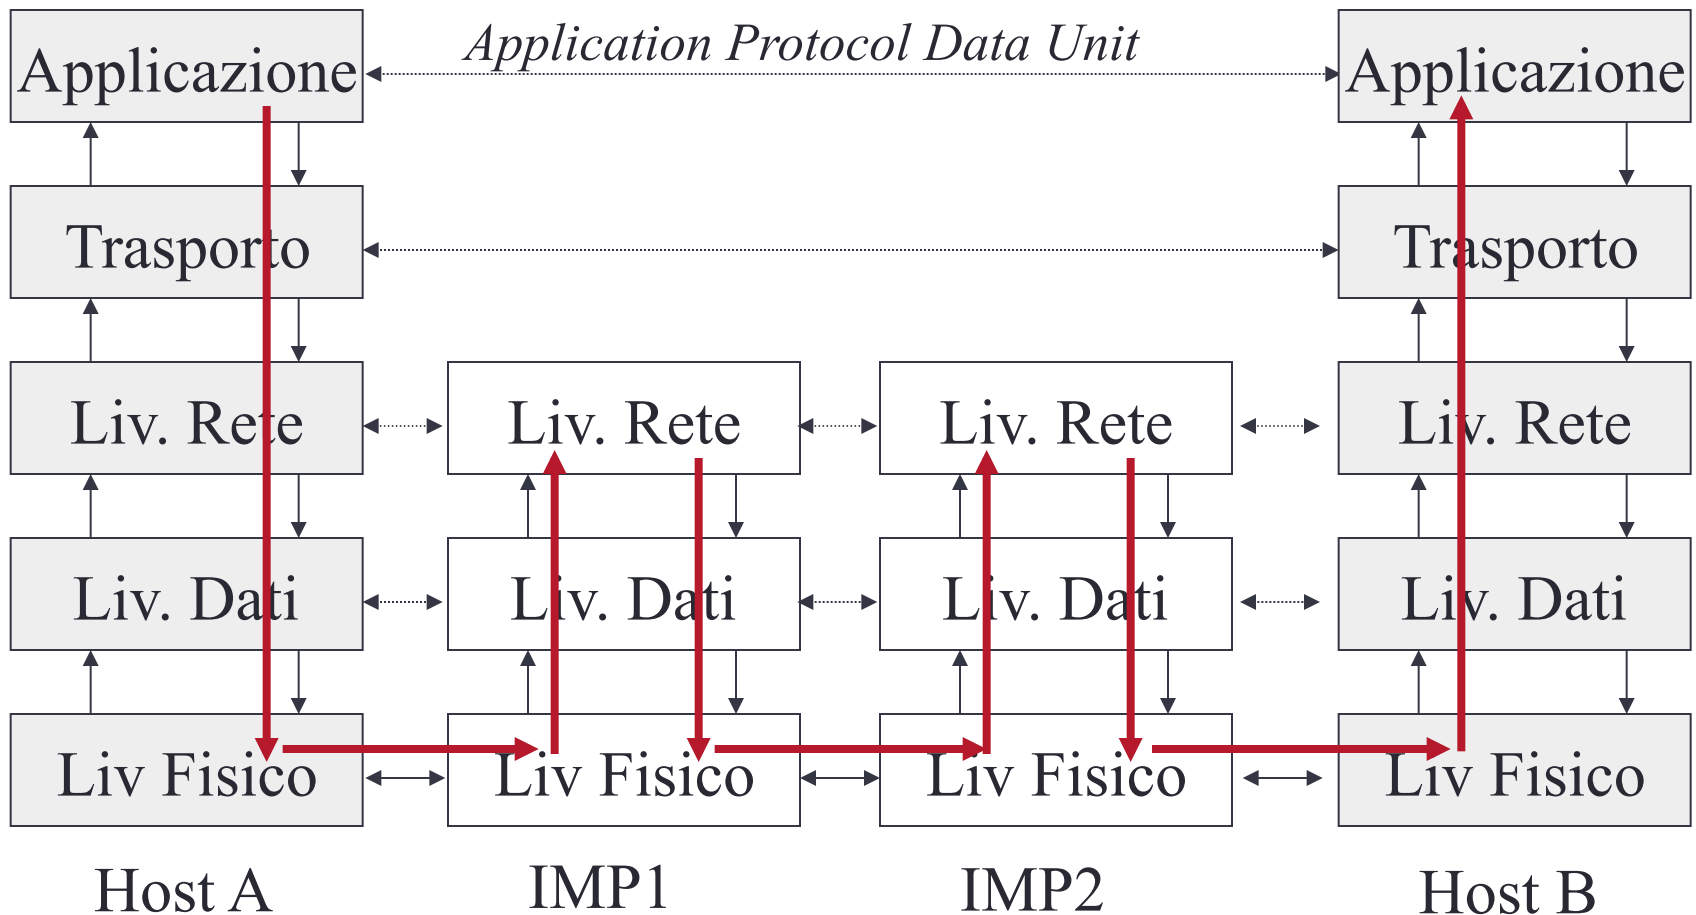 Application Protocol Data Unit
Applicazione
Applicazione
Trasporto
Trasporto
Liv. Rete
Liv. Rete
Liv. Rete
Liv. Rete
Liv. Dati
Liv. Dati
Liv. Dati
Liv. Dati
Liv Fisico
Liv Fisico
Liv Fisico
Liv Fisico
Host A
IMP1
IMP2
Host B